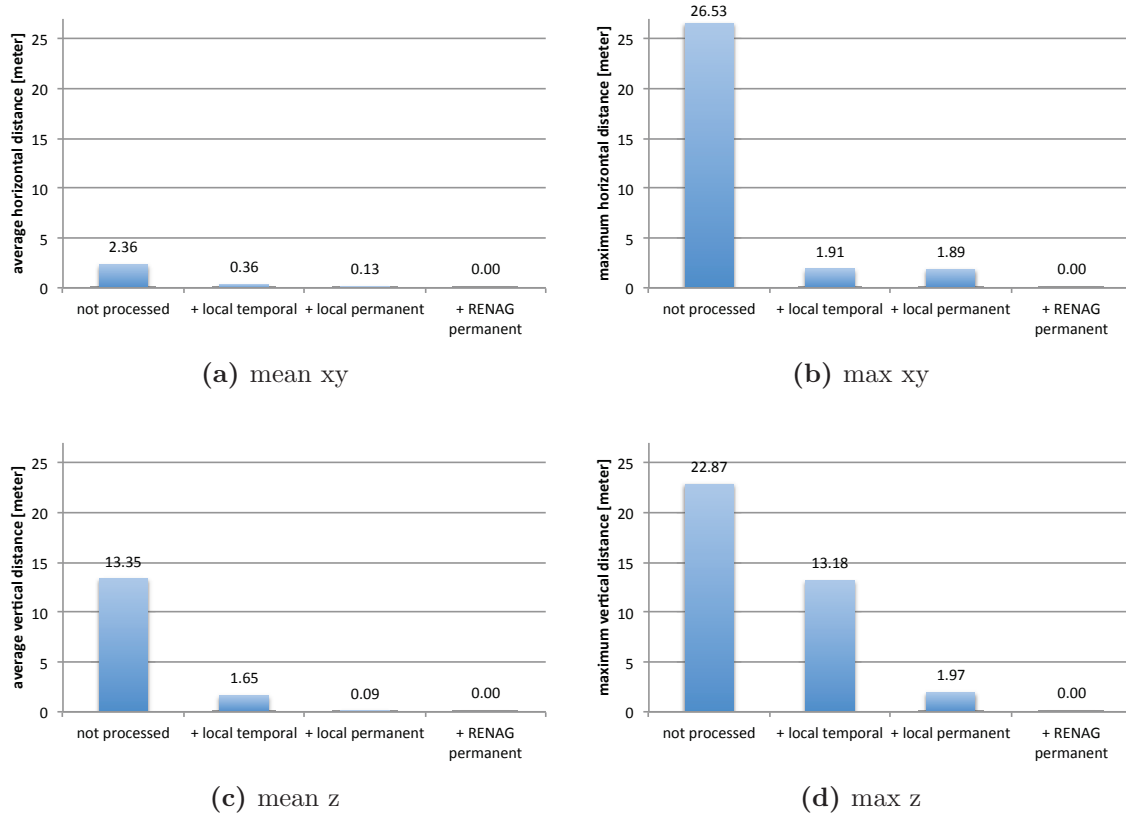 average horizontal distance [meter]
25
20
15
10
5
0
2.36
0.36
0.13
0.00
not processed
+ local temporal
+ local permanent
+ RENAG
permanent
(a) mean xy
maximum horizontal distance [meter]
25
20
15
10
5
0
26.53
1.91
1.89
0.00
not processed
+ local temporal
+ local permanent
+ RENAG
permanent
(b) max xy
average vertical distance [meter]
25
20
15
10
5
0
13.35
1.65
0.09
0.00
not processed
+ local temporal
+ local permanent
+ RENAG
permanent
(c) mean z
maximum vertical distance [meter]
25
20
15
10
5
0
22.87
13.18
1.97
0.00
not processed
+ local temporal
+ local permanent
+ RENAG
permanent
(d) max z